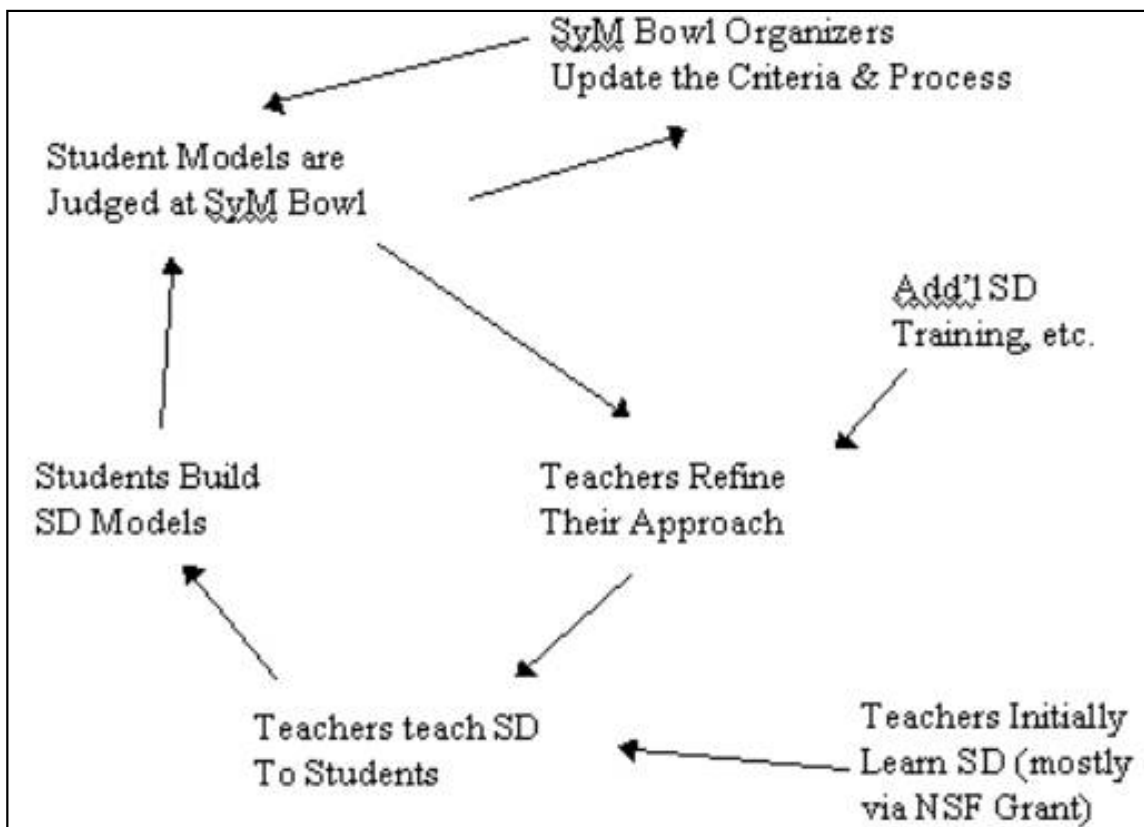 SyM Bowl Organizers
Update the Criteria & Process
Student Models are
Judged at SyM Bowl
Add'l SD
Training, etc.
Students Build
SD Models
Teachers Refine
Their Approach
Teachers teach SD
To Students
Teachers Initially
Learn SD (mostly
via NSF Grant)